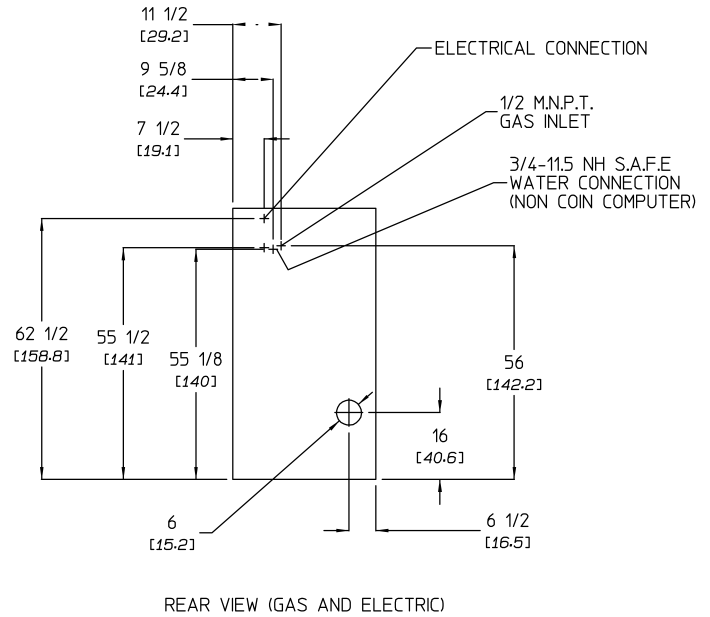 11 1/2
[29.2]
ELECTRICAL CONNECTION
9 5/8
[24.4]
1/2 M.N.P.T.
GAS INLET
7 1/2
[19.1]
3/4-11.5 NH S.A.F.E
WATER CONNECTION
(NON COIN COMPUTER)
62 1/2
[158.8]
55 1/2
[141]
55 1/8
[140]
56
[142.2]
16
[40.6]
6
[15.2]
6 1/2
[16.5]
REAR VIEW (GAS AND ELECTRIC)